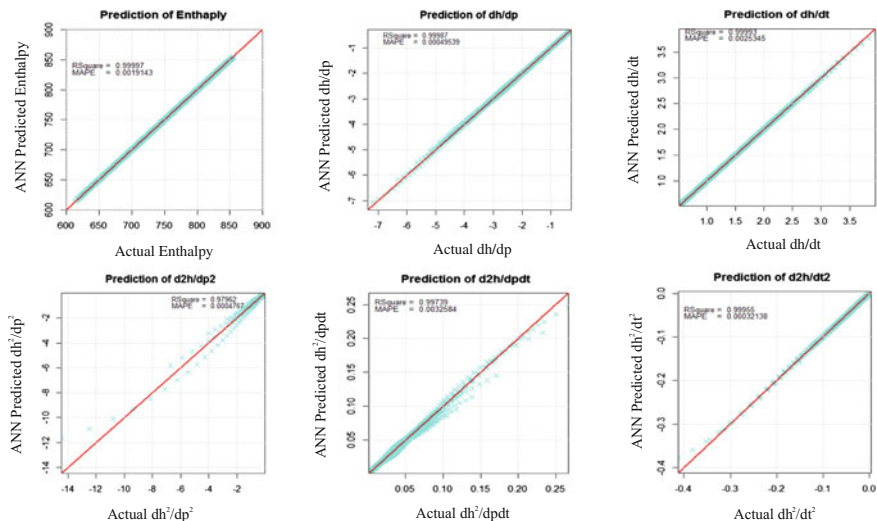 Prediction of Enthaply
ANN Predicted Enthalpy
900
850
800
750
700
650
600
RSquare = 0.99997
MAPE = 0.0019143
600 650 700 750 800 850 900
Actual Enthalpy
Prediction of dh/dp
ANN Predicted dh/dp
-1
-2
-3
-4
-5
-6
-7
RSquare = 0.99987
MAPE = 0.00049539
-7 -6 -5 -4 -3 -2 -1
Actual dh/dp
Prediction of dh/dt
ANN Predicted dh/dt
3.5
3.0
2.5
2.0
1.5
1.0
RSquare = 0.99993
MAPE = 0.0025345
1.0 1.5 2.0 2.5 3.0 3.5
Actual dh/dt
Prediction of d2h/dp2
ANN Predicted dh²/dp²
-2
-4
-6
-8
-10
-12
-14
RSquare = 0.97962
MAPE = 0.0004767
-14 -12 -10 -8 -6 -4 -2
Actual dh²/dp²
Prediction of d2h/dpdt
ANN Predicted dh²/dpdt
0.25
0.20
0.15
0.10
0.05
RSquare = 0.99739
MAPE = 0.0032584
0.05 0.10 0.15 0.20 0.25
Actual dh²/dpdt
Prediction of d2h/dt2
ANN Predicted dh²/dt²
0.0
-0.1
-0.2
-0.3
-0.4
RSquare = 0.99955
MAPE = 0.00032138
-0.4 -0.3 -0.2 -0.1 0.0
Actual dh²/dt²